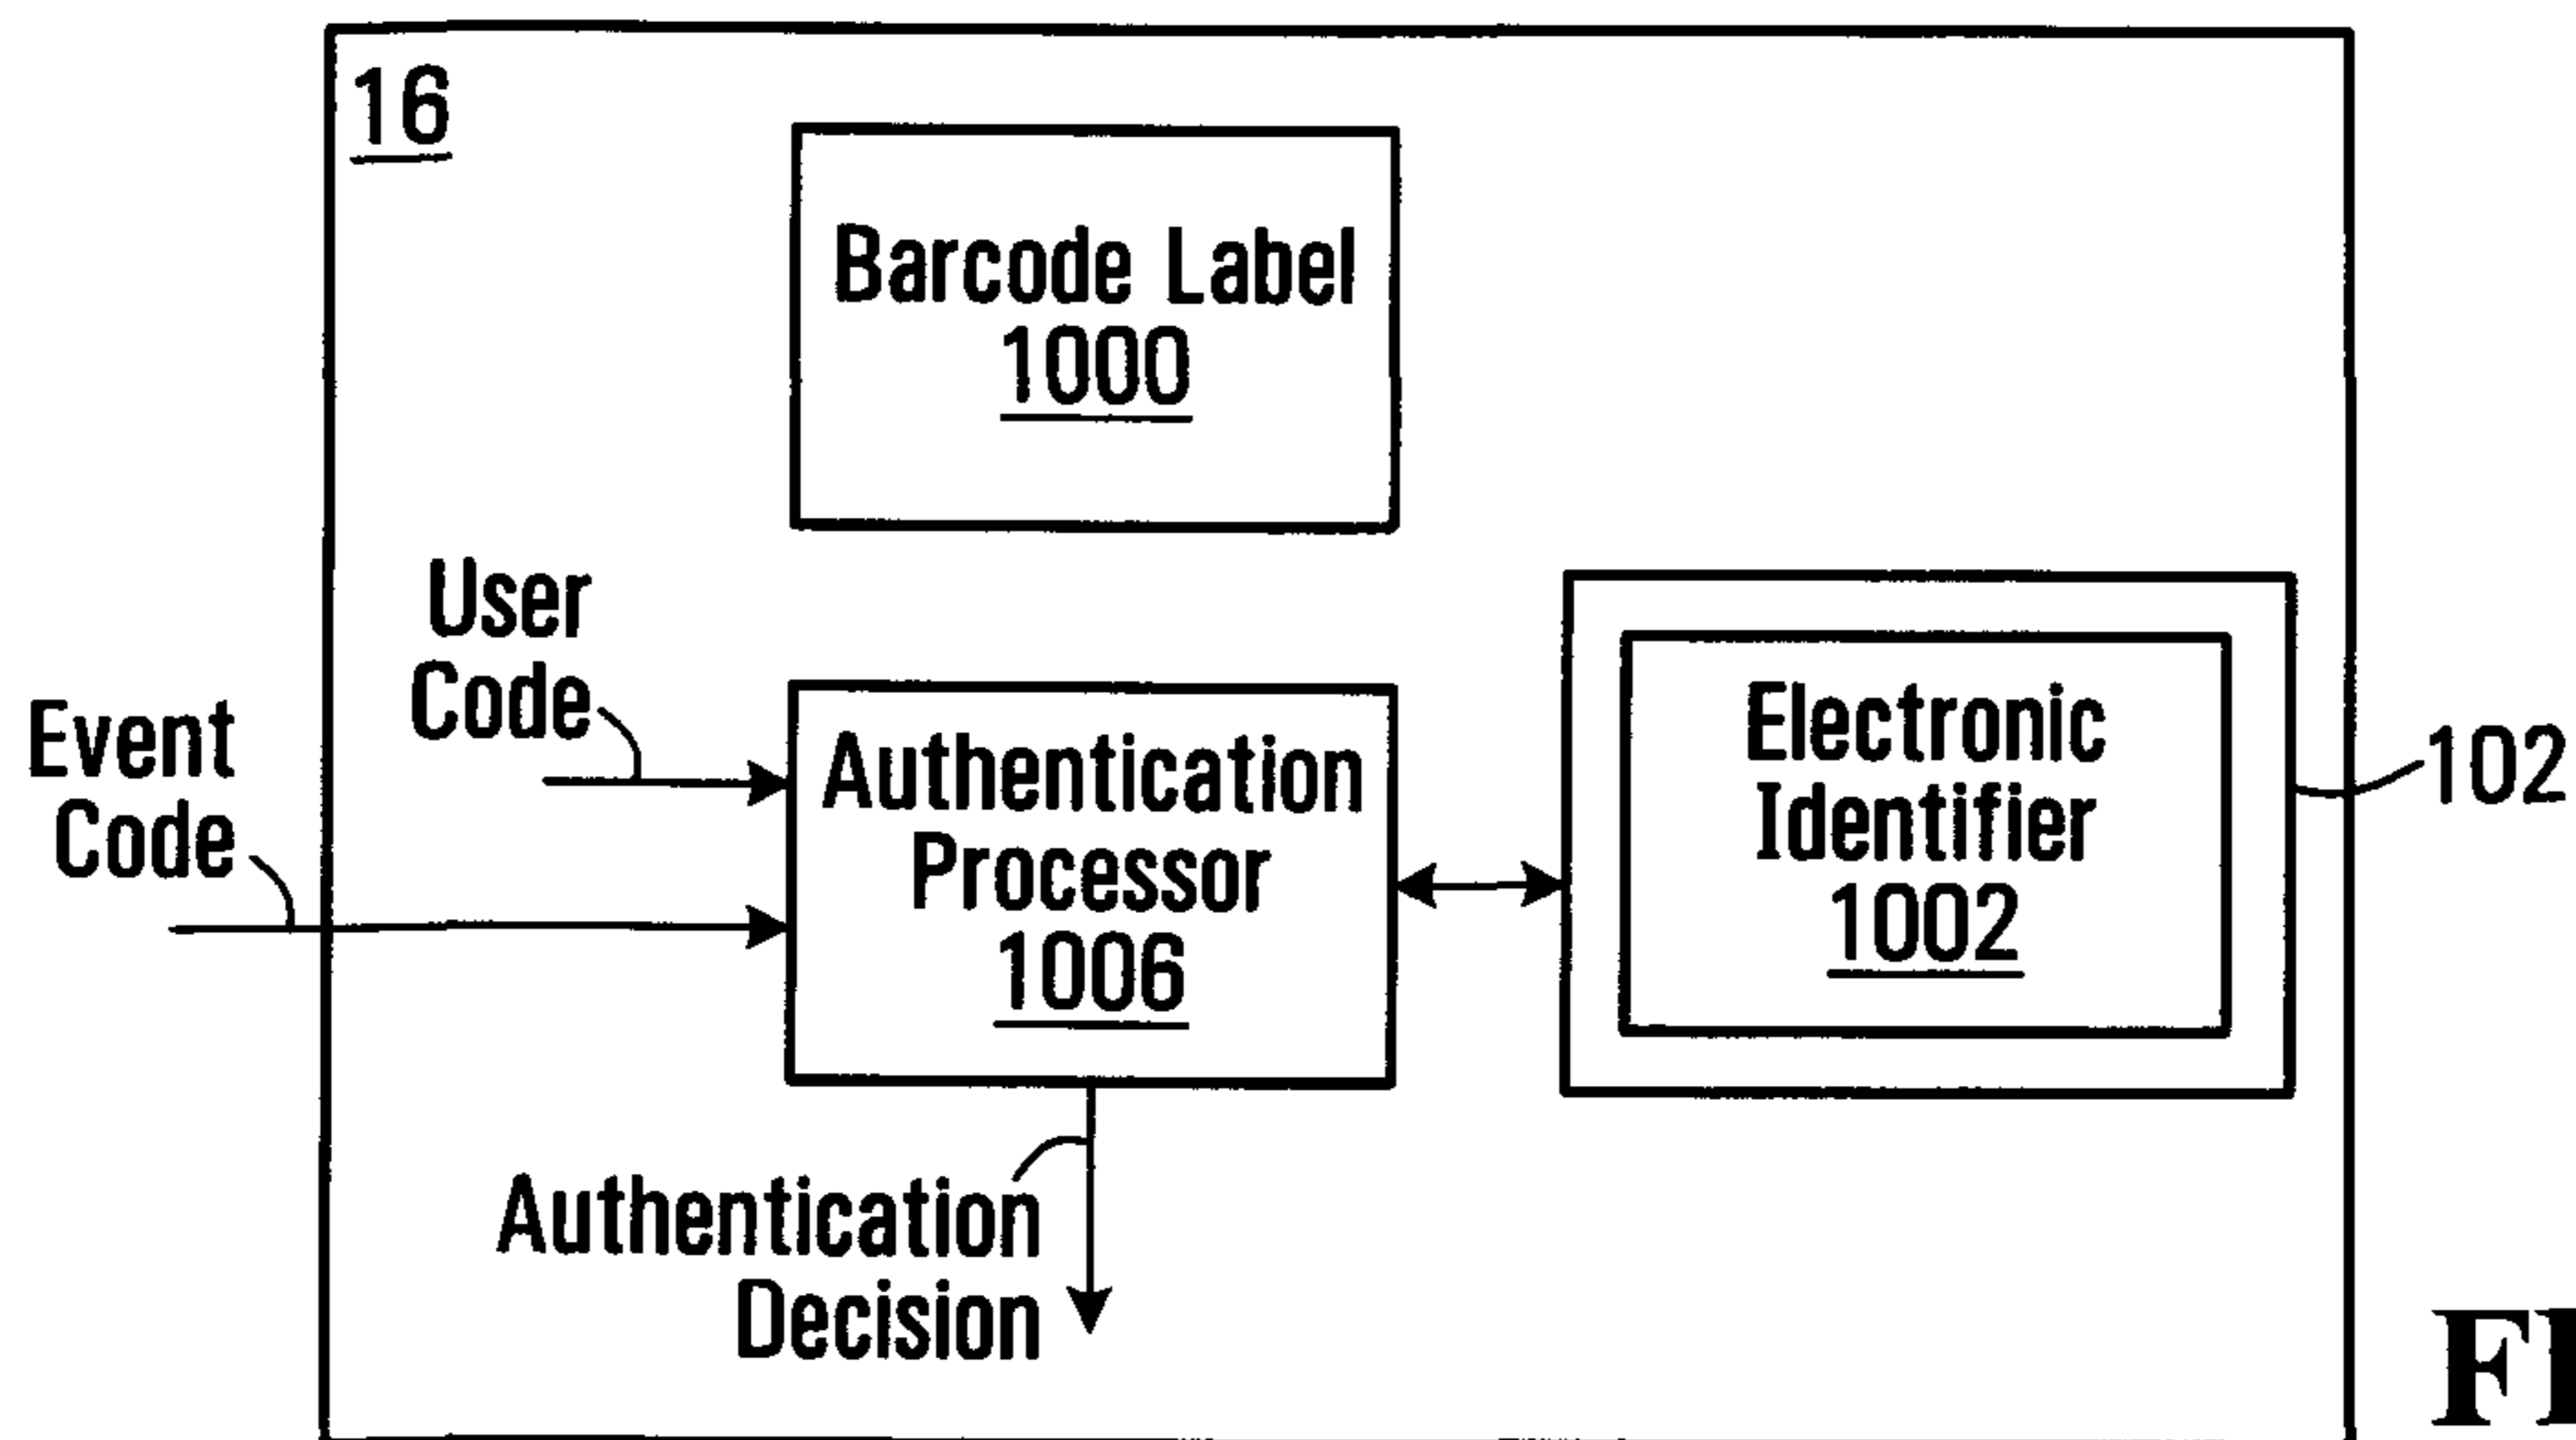 16
Barcode Label
1000
User
Code
Event
Code
Authentication
Processor
1006
Electronic
Identifier
1002
102
Authentication
Decision